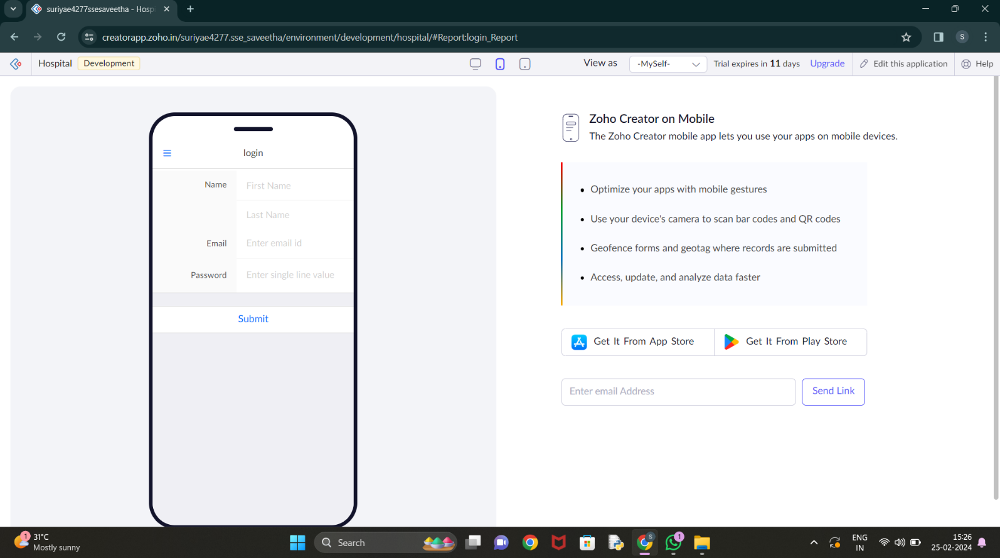 suriyae4277ssesaveetha - Hosp
creatorapp.zoho.in/suriyae4277.sse_saveetha/environment/development/hospital/#Report:login_Report
S
Hospital Development
View as -MySelf- Trial expires in 11 days Upgrade Edit this application Help
login
Name First Name
Last Name
Email Enter email id
Password Enter single line value
Submit
Zoho Creator on Mobile
The Zoho Creator mobile app lets you use your apps on mobile devices.
• Optimize your apps with mobile gestures
• Use your device's camera to scan bar codes and QR codes
• Geofence forms and geotag where records are submitted
• Access, update, and analyze data faster
Get It From App Store Get It From Play Store
Enter email Address Send Link
1
31°C
Mostly sunny
Search
S
1
ENG
IN
15:26
25-02-2024